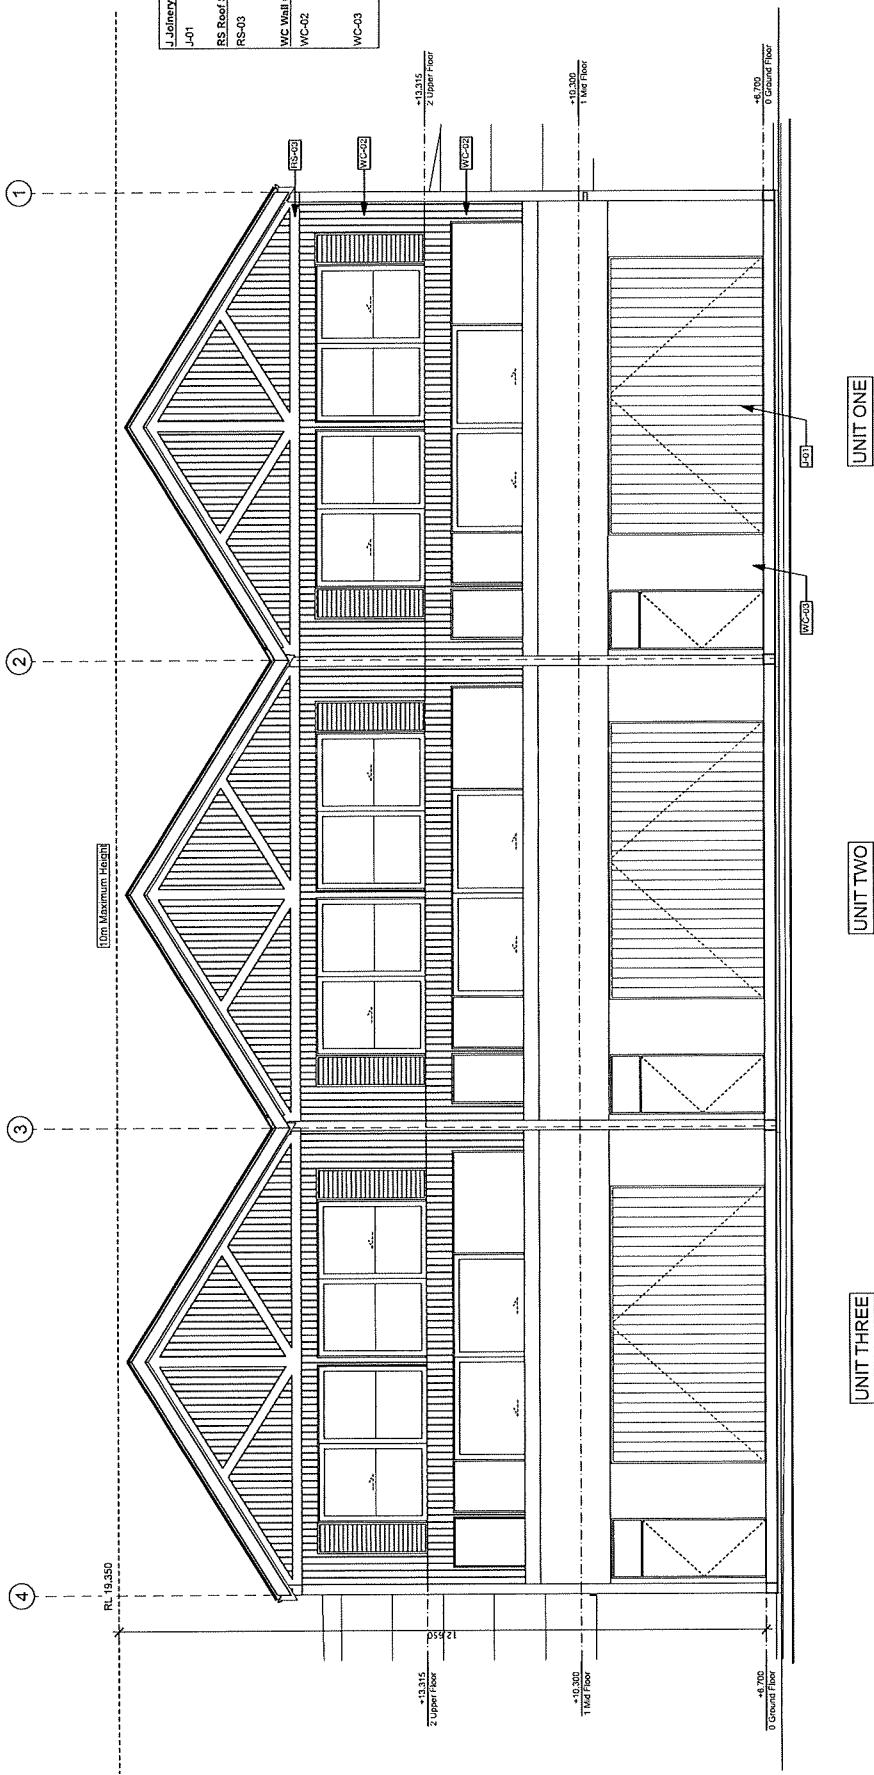 J Joinery
J-01
RS Roof
RS-03
WC Wall
WC-02
WC-03
4
3
2
1
RL 19,350
10m Maximum Height
RS-03
WC-02
WC-02
12,650
+13,315
2 Upper Floor
+10,300
1 Mid Floor
+6,700
0 Ground Floor
+13,315
2 Upper Floor
+10,300
1 Mid Floor
+6,700
0 Ground Floor
WC-03
J-01
UNIT THREE
UNIT TWO
UNIT ONE